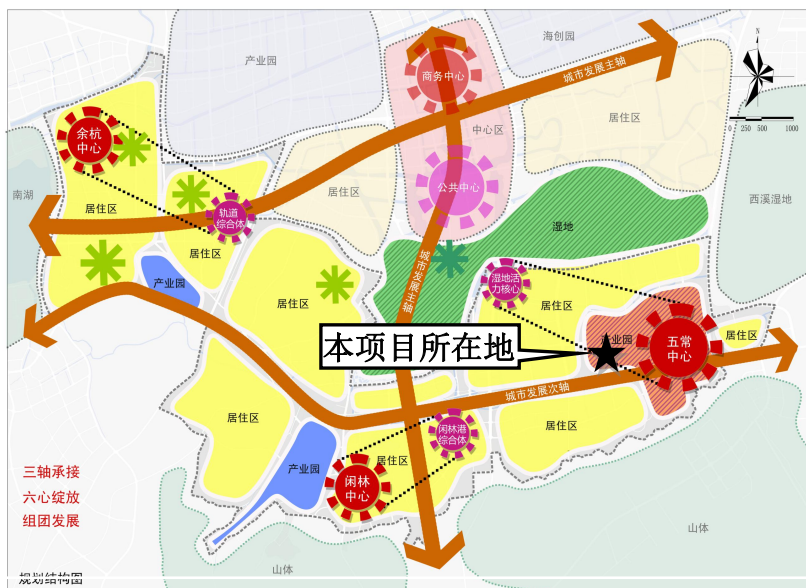 海创园
产业园
商务中心
城市发展主轴
N
0 250 500 1000
余杭
中心
中心区
居住区
南湖
居住区
轨道
综合体
居住区
公共中心
西溪湿地
居住区
湿地
城市发展主轴
产业园
居住区
湿地活
力核心
居住区
本项目所在地
产业园
五常
中心
居住区
城市发展次轴
居住区
闲林港
综合体
居住区
居住区
产业园
闲林
中心
三轴承接
六心绽放
组团发展
山体
山体
规划结构图